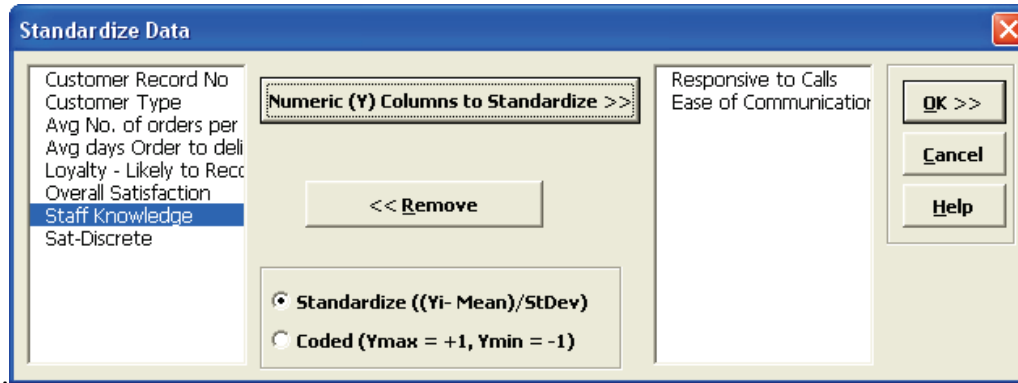 Standardize Data
Customer Record No
Customer Type
Avg No. of orders per
Avg days Order to deli
Loyalty - Likely to Reco
Overall Satisfaction
Staff Knowledge
Sat-Discrete
Numeric (Y) Columns to Standardize >>
<< Remove
Standardize ((Yi- Mean)/StDev)
Coded (Ymax = +1, Ymin = -1)
Responsive to Calls
Ease of Communication
OK >>
Cancel
Help